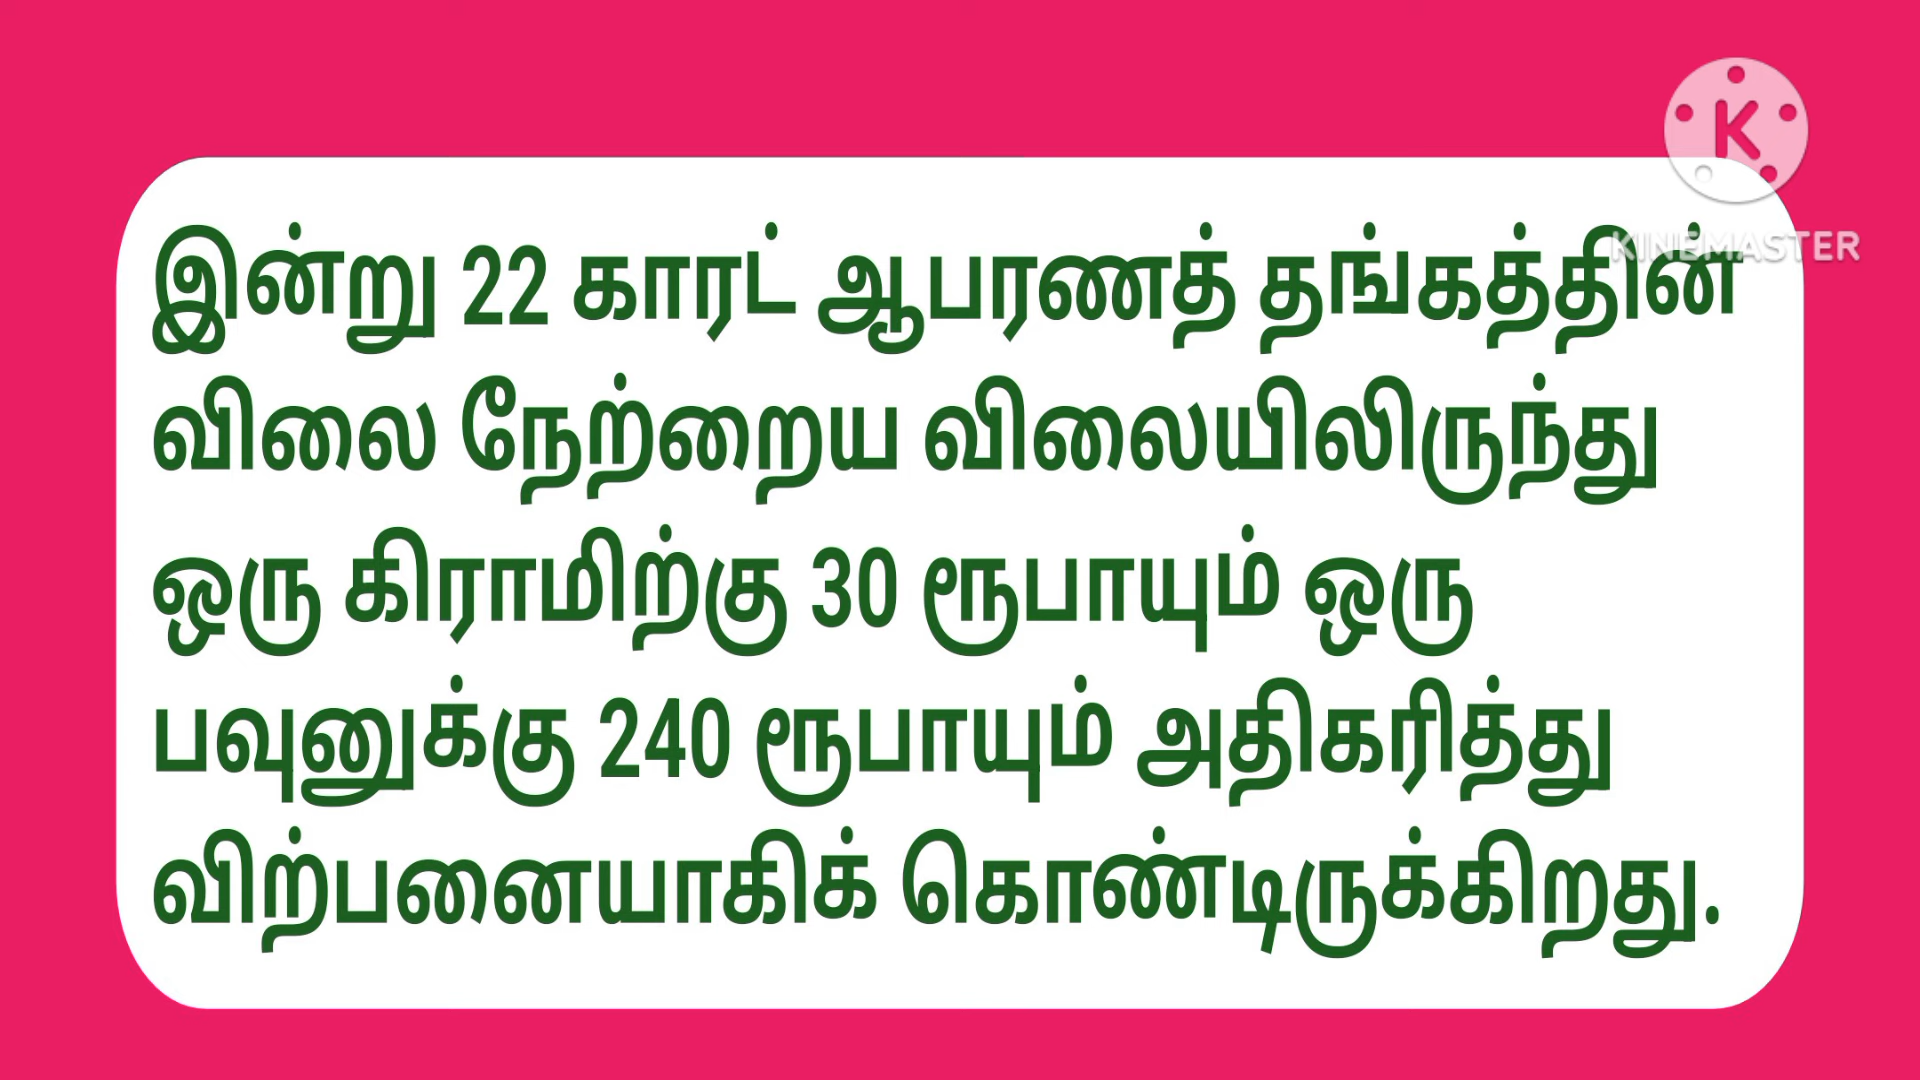 KINEMASTER
இன்று 22 காரட் ஆபரணத் தங்கத்தின்
விலை நேற்றைய விலையிலிருந்து
ஒரு கிராமிற்கு 30 ரூபாயும் ஒரு
பவுனுக்கு 240 ரூபாயும் அதிகரித்து
விற்பனையாகிக் கொண்டிருக்கிறது.